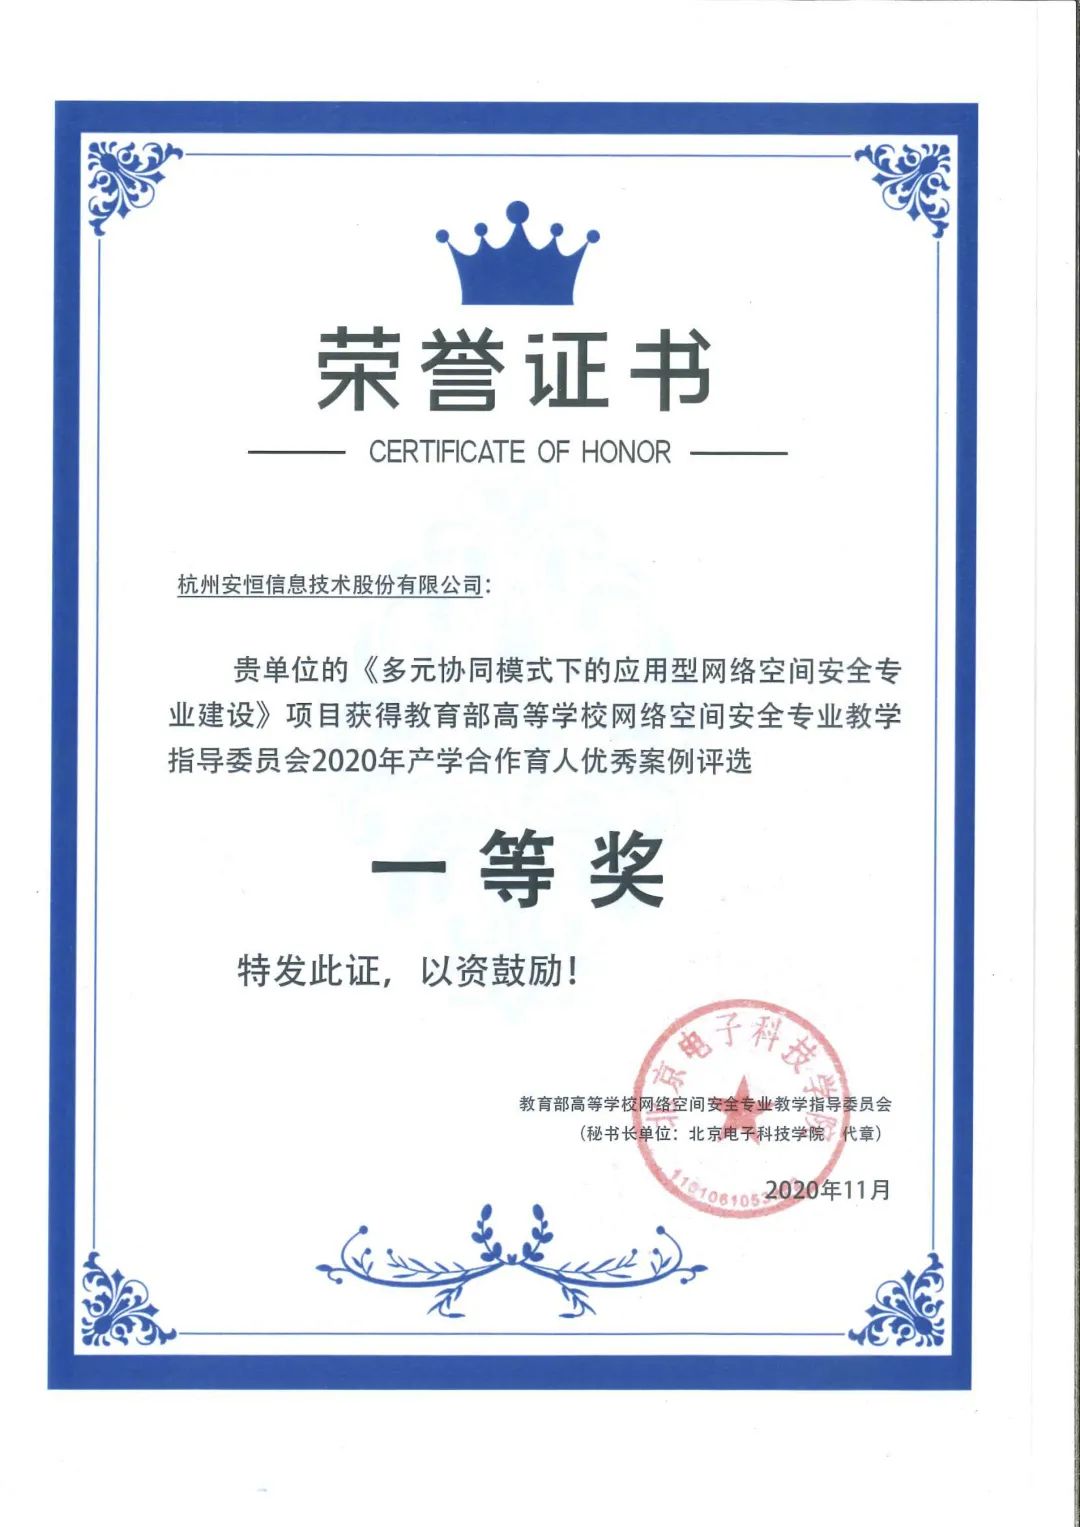 荣誉证书
CERTIFICATE OF HONOR
杭州安恒信息技术股份有限公司：
贵单位的《多元协同模式下的应用型网络空间安全专
业建设》项目获得教育部高等学校网络空间安全专业教学
指导委员会2020年产学合作育人优秀案例评选
一等奖
特发此证，以资鼓励！
北京电子科技学院
教育部高等学校网络空间安全专业教学指导委员会
（秘书长单位：北京电子科技学院 代章）
2020年11月